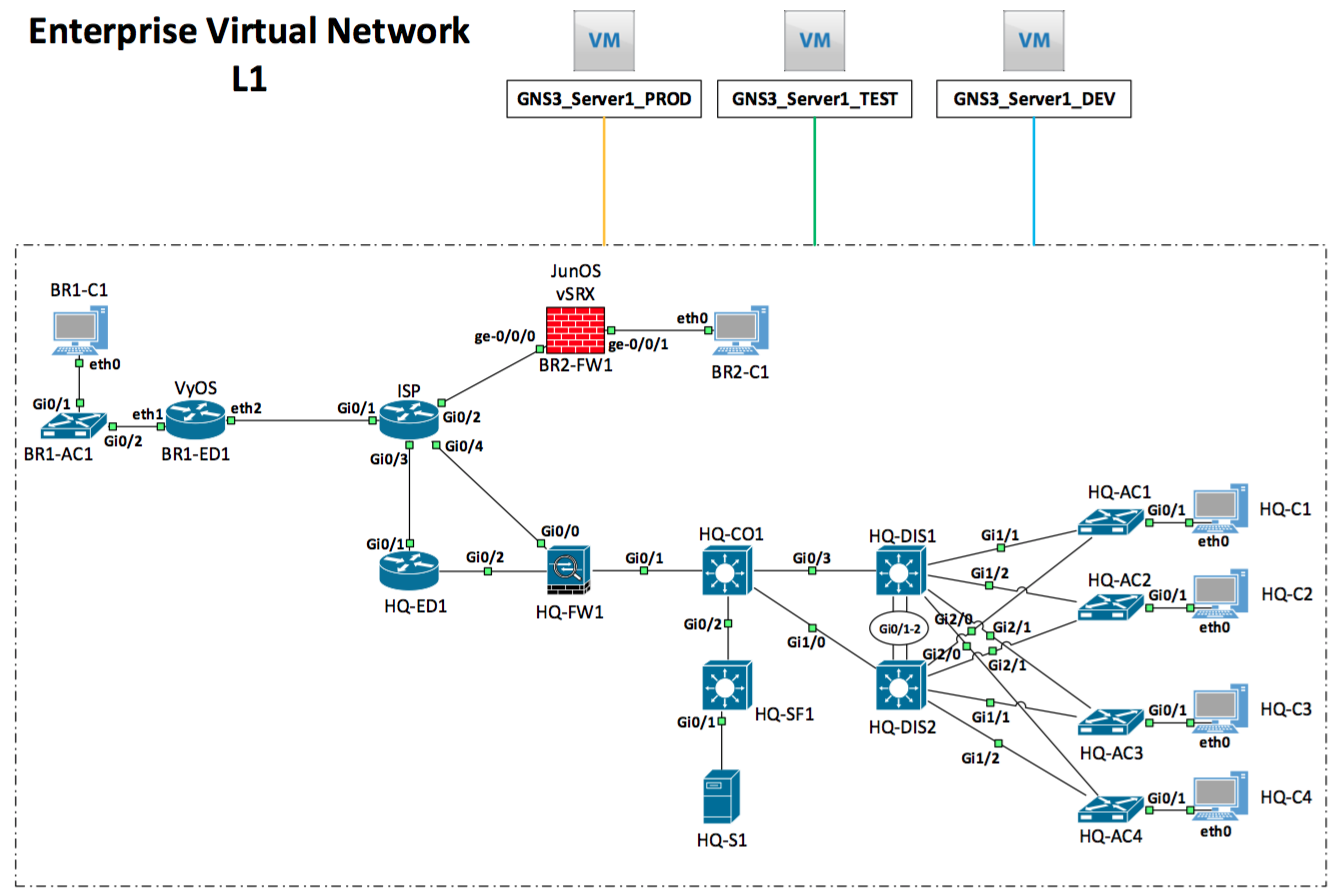 Enterprise Virtual Network
L1
VM
VM
VM
GNS3_Server1_PROD
GNS3_Server1_TEST
GNS3_Server1_DEV
JunOS
vSRX
BR1-C1
eth0
ge-0/0/0
ge-0/0/1
eth0
BR2-FW1
BR2-C1
Gi0/1
BR1-AC1
Gi0/2
eth1
VyOS
eth2
BR1-ED1
ISP
Gi0/1
Gi0/2
Gi0/3
Gi0/4
Gi0/1
HQ-ED1
Gi0/2
Gi0/0
HQ-FW1
Gi0/1
HQ-CO1
Gi0/3
Gi0/2
Gi1/0
HQ-SF1
Gi0/1
HQ-S1
HQ-DIS1
Gi0/1-2
HQ-DIS2
Gi1/1
Gi1/2
Gi2/0
Gi2/1
Gi2/0
Gi2/1
Gi1/1
Gi1/2
HQ-AC1
Gi0/1
eth0
HQ-C1
HQ-AC2
Gi0/1
eth0
HQ-C2
Gi0/1
HQ-AC3
eth0
HQ-C3
Gi0/1
HQ-AC4
eth0
HQ-C4